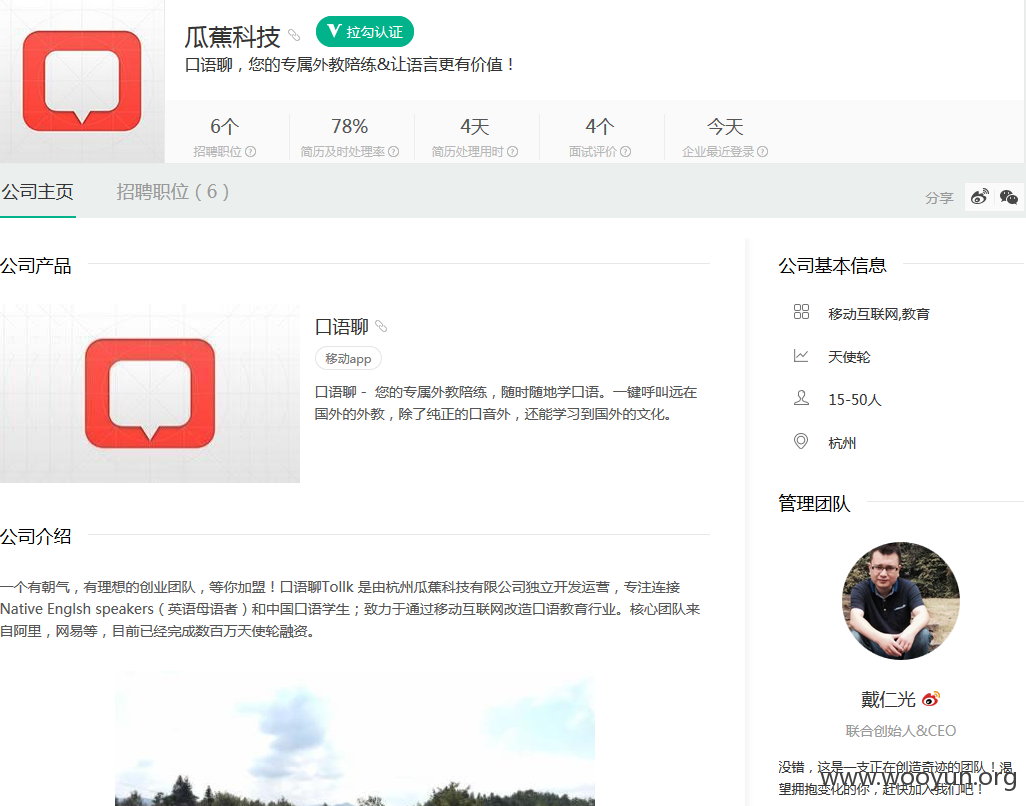 瓜蕉科技
V 拉勾认证
口语聊，您的专属外教陪练&让语言更有价值！
6个
78%
4天
4个
今天
招聘职位
简历及时处理率
简历处理用时
面试评价
企业最近登录
公司主页
招聘职位（6）
分享
公司产品
口语聊
移动app
口语聊 - 您的专属外教陪练，随时随地学口语。一键呼叫远在
国外的外教，除了纯正的口音外，还能学习到国外的文化。
公司介绍
一个有朝气，有理想的创业团队，等你加盟！口语聊Tollk 是由杭州瓜蕉科技有限公司独立开发运营，专注连接
Native Englsh speakers（英语母语者）和中国口语学生；致力于通过移动互联网改造口语教育行业。核心团队来
自阿里，网易等，目前已经完成数百万天使轮融资。
公司基本信息
移动互联网,教育
天使轮
15-50人
杭州
管理团队
戴仁光
联合创始人&CEO
没错，这是一支正在创造奇迹的团队！渴
望拥抱变化的你，赶快加入我们吧！
www.wooyun.org